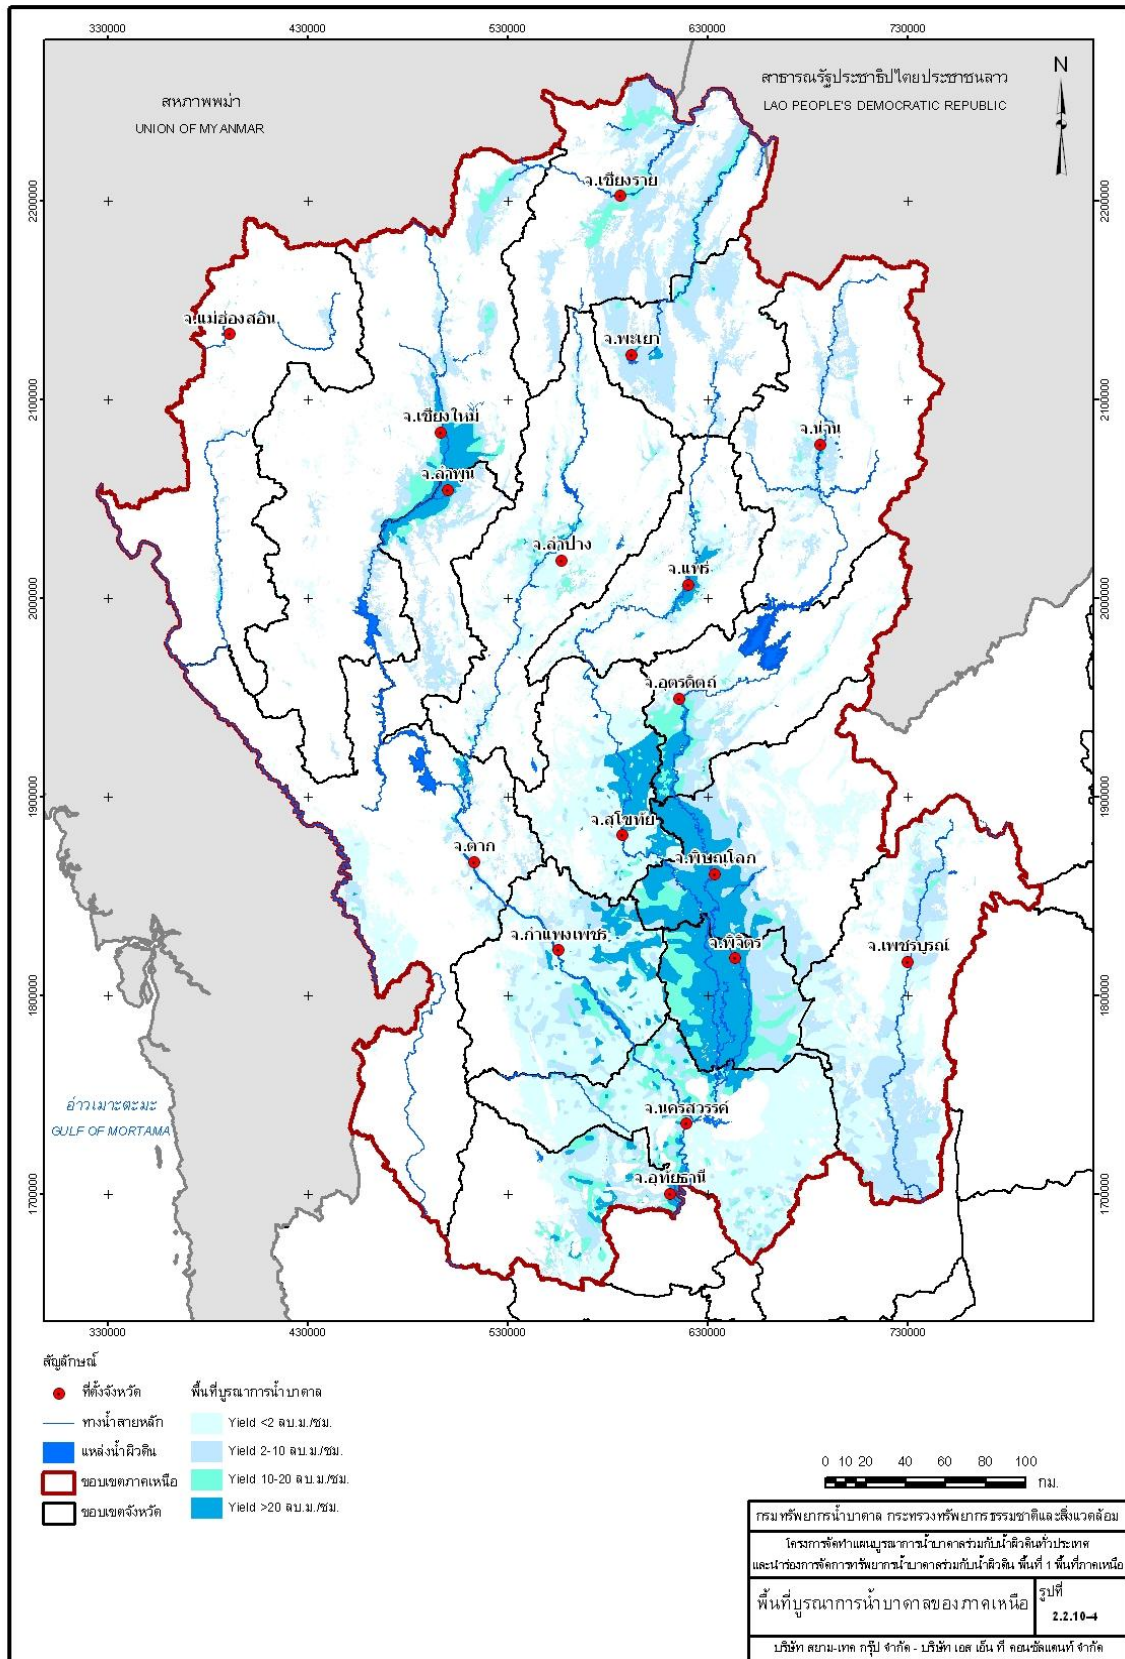 330000 430000 530000 630000 730000
สหภาพพม่า
UNION OF MYANMAR
สาธารณรัฐประชาธิปไตยประชาชนลาว
LAO PEOPLE'S DEMOCRATIC REPUBLIC
N
จ.เชียงราย
2200000 2200000
จ.แม่ฮ่องสอน
จ.พะเยา
2100000 2100000
จ.เชียงใหม่
จ.น่าน
จ.ลำพูน
จ.ลำปาง
จ.แพร่
2000000 2000000
จ.อุตรดิตถ์
1900000 1900000
จ.สุโขทัย
จ.ตาก
จ.พิษณุโลก
จ.กำแพงเพชร
จ.พิจิตร
จ.เพชรบูรณ์
1800000 1800000
อ่าวเมาะตะมะ
GULF OF MORTAMA
จ.นครสวรรค์
จ.อุทัยธานี
1700000 1700000
330000 430000 530000 630000 730000
สัญลักษณ์
ที่ตั้งจังหวัด
ทางน้ำสายหลัก
แหล่งน้ำผิวดิน
ขอบเขตภาคเหนือ
ขอบเขตจังหวัด
พื้นที่บูรณาการน้ำบาดาล
Yield <2 ลบ.ม./ชม.
Yield 2-10 ลบ.ม./ชม.
Yield 10-20 ลบ.ม./ชม.
Yield >20 ลบ.ม./ชม.
0 10 20 40 60 80 100
กม.
กรมทรัพยากรน้ำบาดาล กระทรวงทรัพยากรธรรมชาติและสิ่งแวดล้อม
โครงการจัดทำแผนบูรณาการน้ำบาดาลร่วมกับน้ำผิวดินทั่วประเทศ
และนำร่องการจัดการทรัพยากรน้ำบาดาลร่วมกับน้ำผิวดิน พื้นที่ 1 พื้นที่ภาคเหนือ
พื้นที่บูรณาการน้ำบาดาลของภาคเหนือ
รูปที่
2.2.10-4
บริษัท สยาม-เทค กรุ๊ป จำกัด - บริษัท เอส เอ็น ที คอนซัลแตนท์ จำกัด